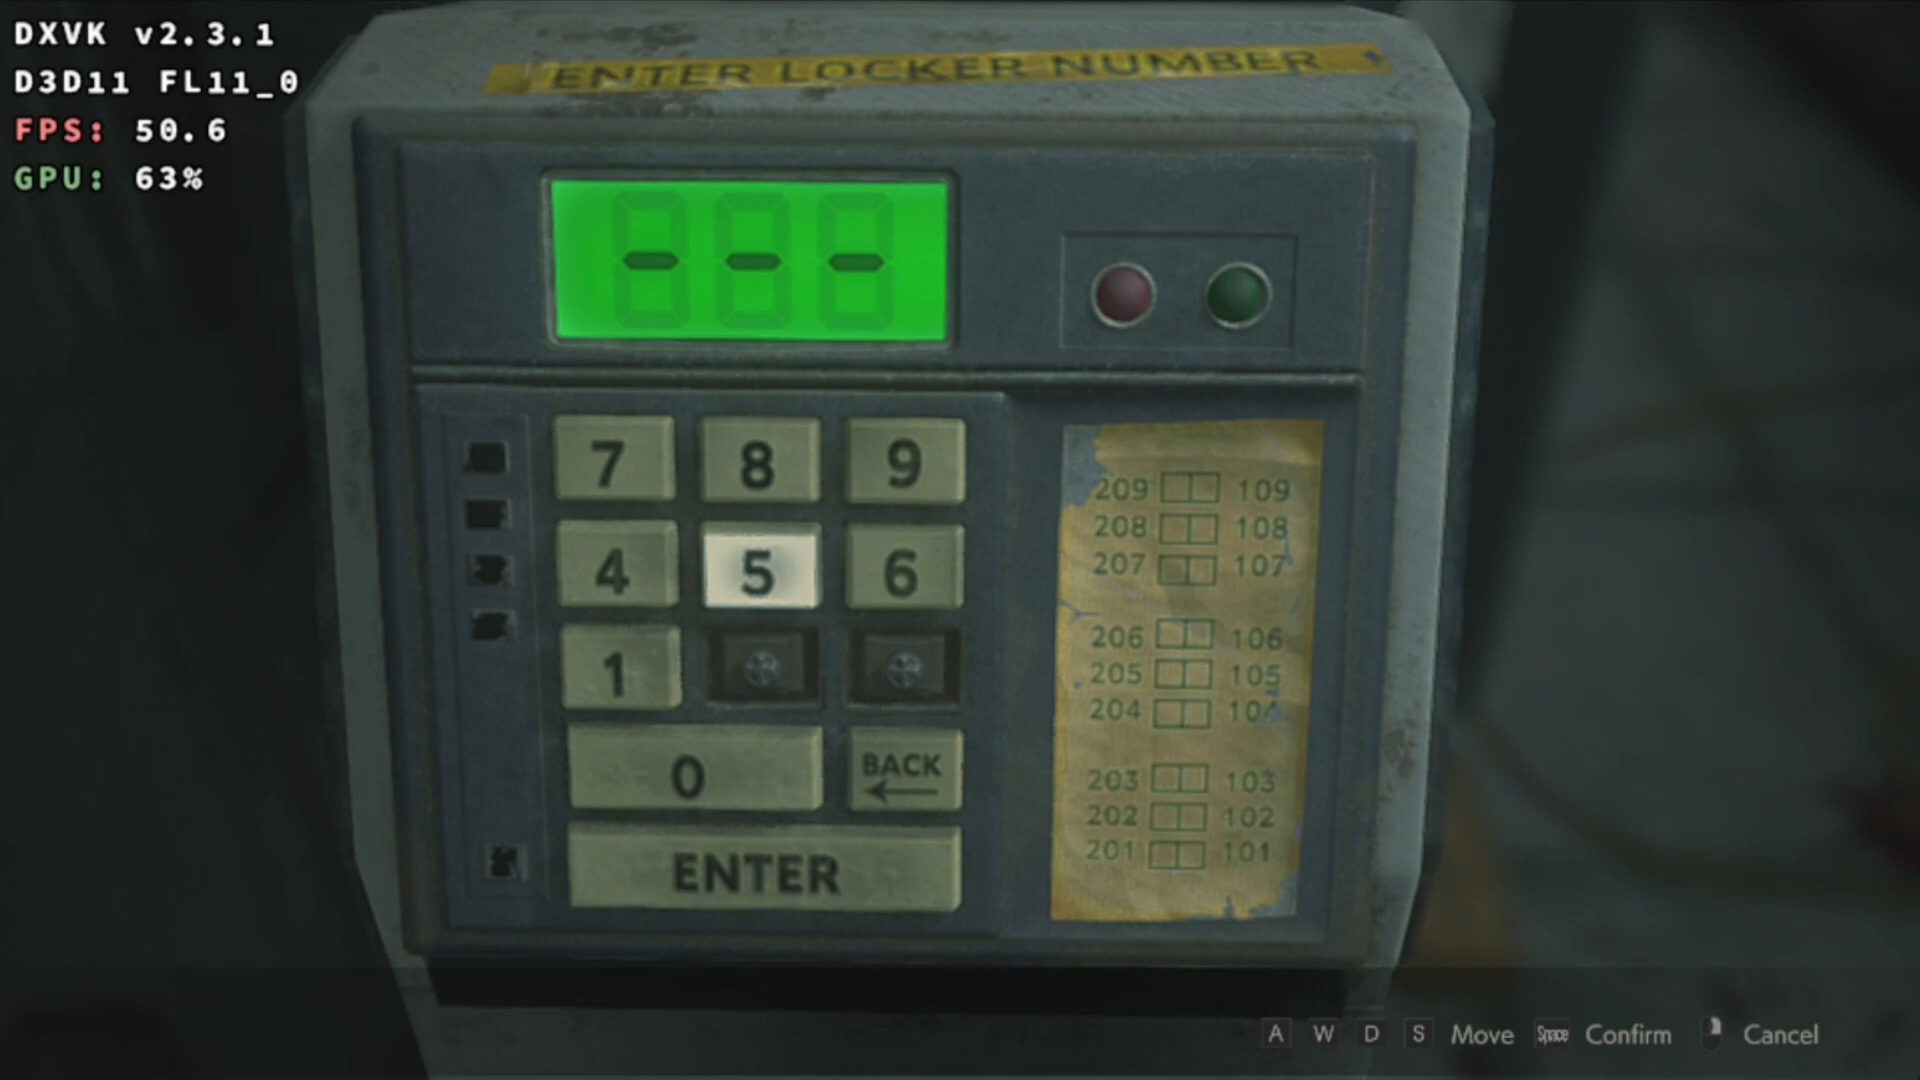 DXVK v2.3.1
D3D11 FL11_0
FPS: 50.6
GPU: 63%
ENTER LOCKER NUMBER
7 8 9
4 5 6
1
0 BACK
ENTER
209 109
208 108
207 107
206 106
205 105
204 104
203 103
202 102
201 101
A W D S Move Space Confirm Cancel